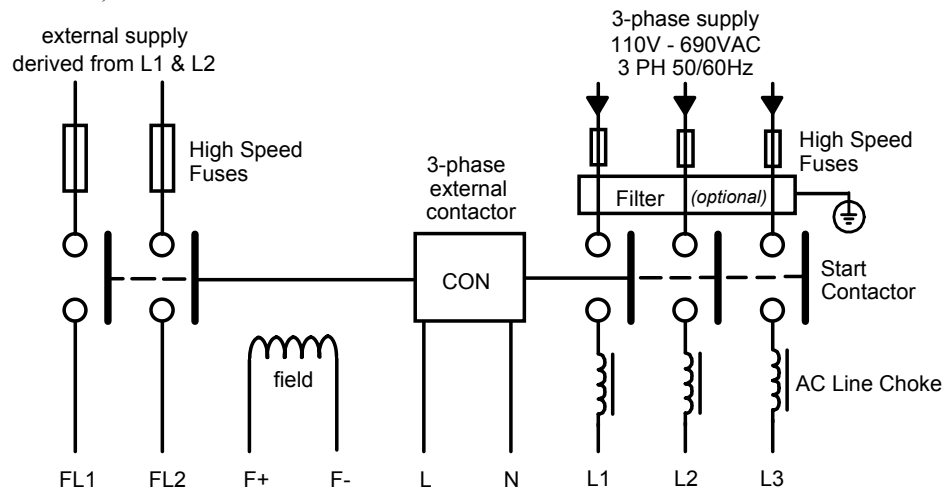 external supply
derived from L1 & L2
3-phase supply
110V - 690VAC
3 PH 50/60Hz
High Speed
Fuses
3-phase
external
contactor
High Speed
Fuses
Filter (optional)
CON
Start
Contactor
field
AC Line Choke
FL1 FL2 F+ F- L N L1 L2 L3